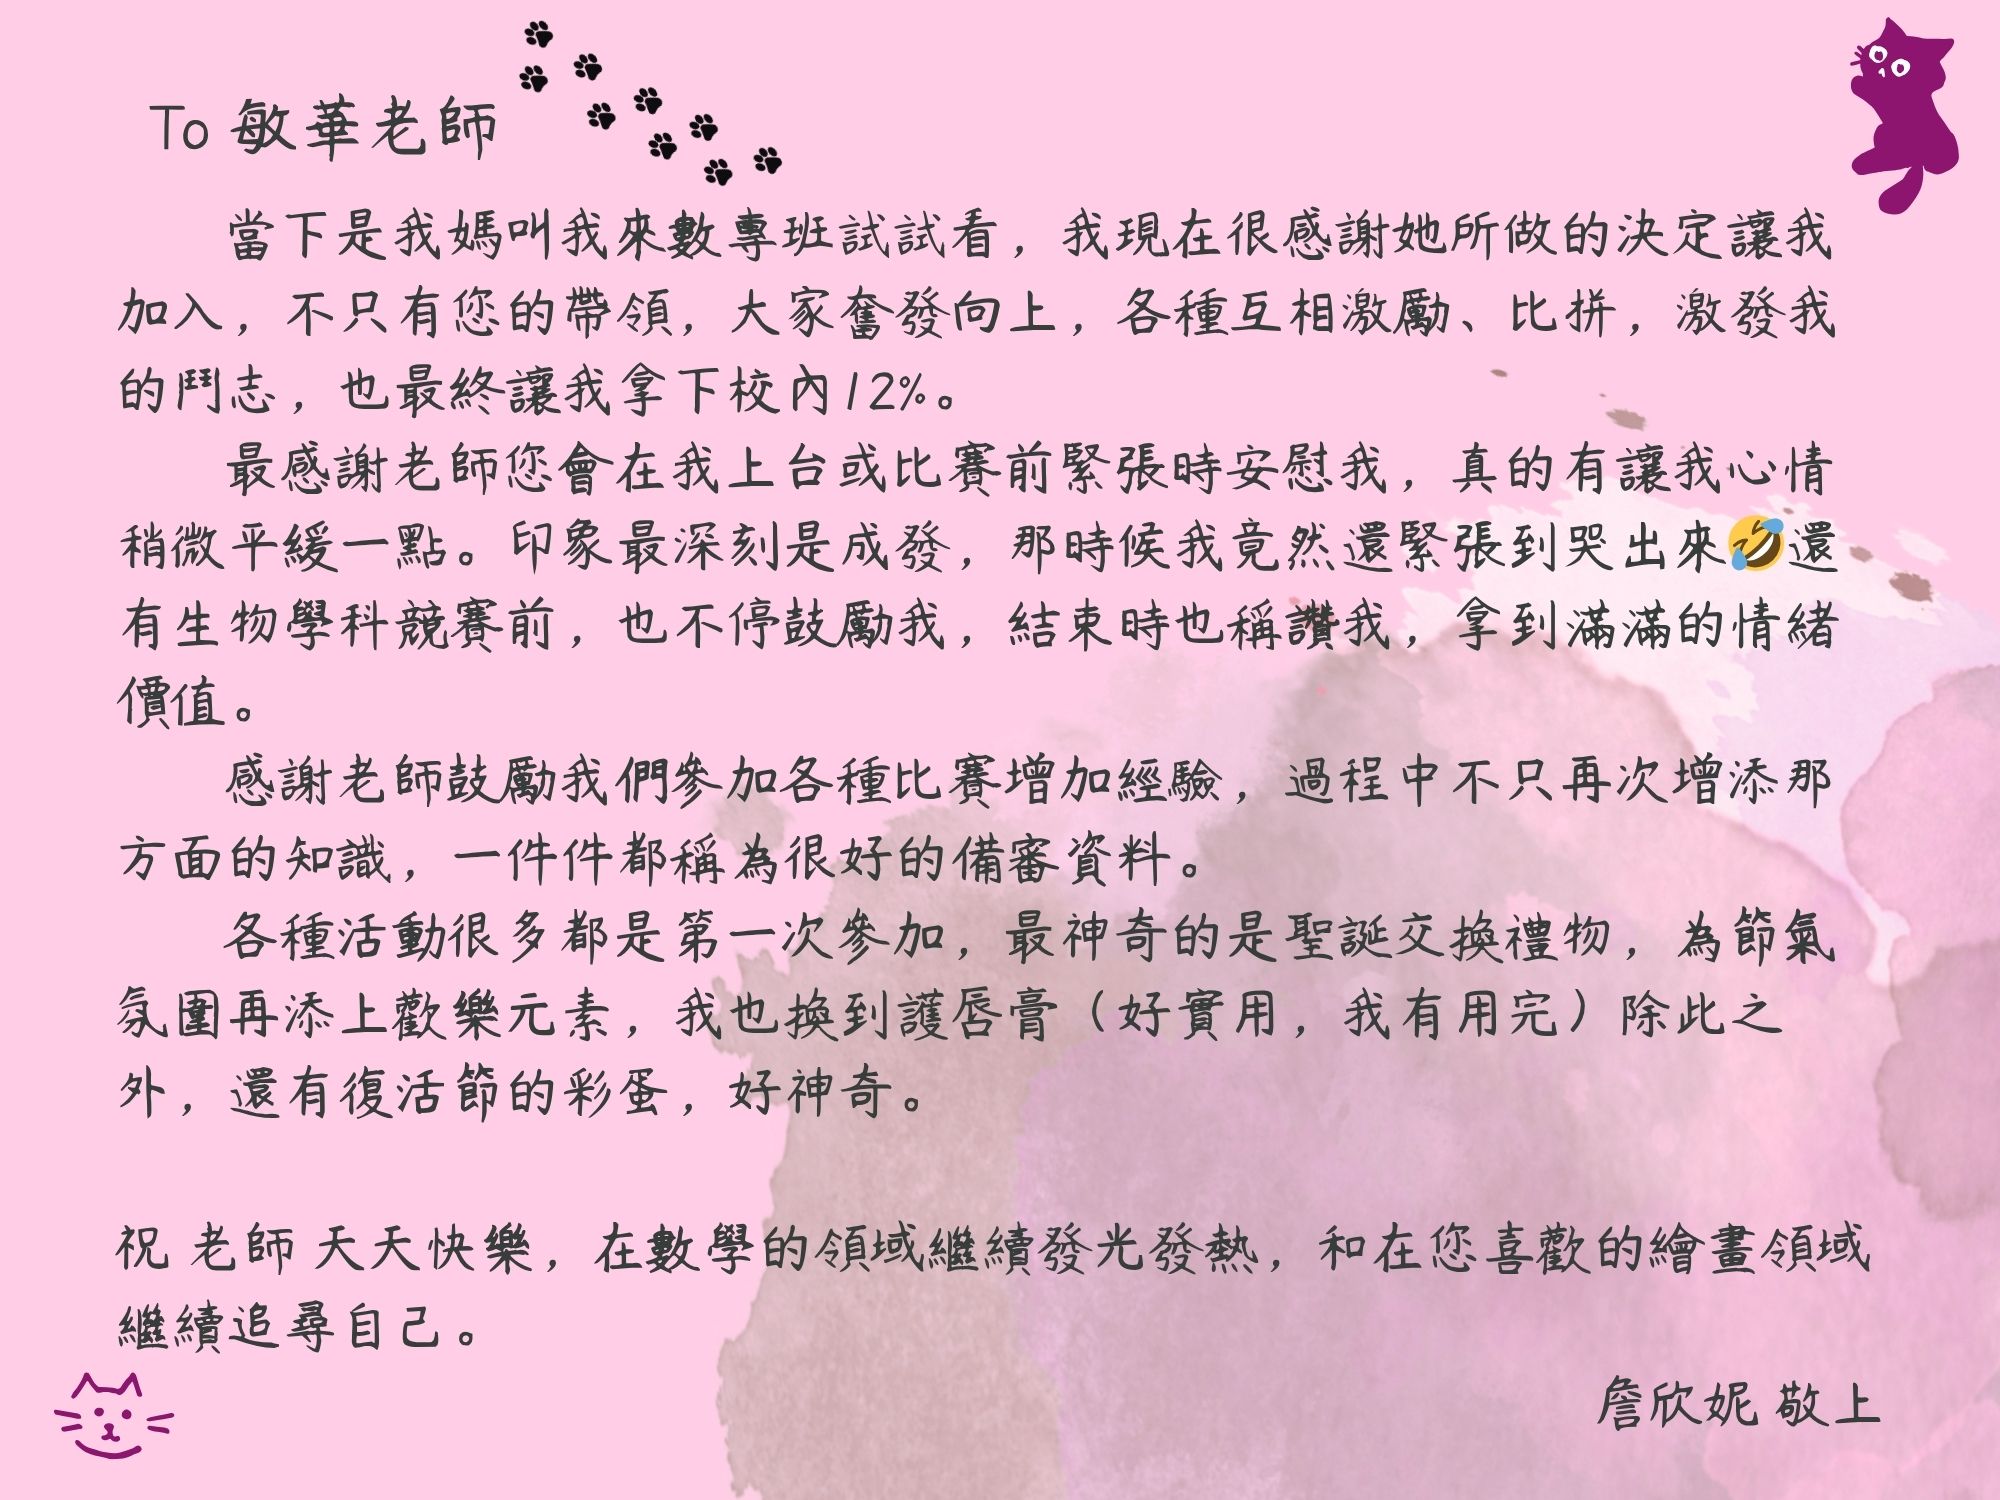 To 敏華老師
當下是我媽叫我來數專班試試看，我現在很感謝她所做的決定讓我
加入，不只有您的帶領，大家奮發向上，各種互相激勵、比拼，激發我
的鬥志，也最終讓我拿下校內12%。
最感謝老師您會在我上台或比賽前緊張時安慰我，真的有讓我心情
稍微平緩一點。印象最深刻是成發，那時候我竟然還緊張到哭出來🤣還
有生物學科競賽前，也不停鼓勵我，結束時也稱讚我，拿到滿滿的情緒
價值。
感謝老師鼓勵我們參加各種比賽增加經驗，過程中不只再次增添那
方面的知識，一件件都稱為很好的備審資料。
各種活動很多都是第一次參加，最神奇的是聖誕交換禮物，為節氣
氛圍再添上歡樂元素，我也換到護唇膏（好實用，我有用完）除此之
外，還有復活節的彩蛋，好神奇。
祝 老師 天天快樂，在數學的領域繼續發光發熱，和在您喜歡的繪畫領域
繼續追尋自己。
詹欣妮 敬上